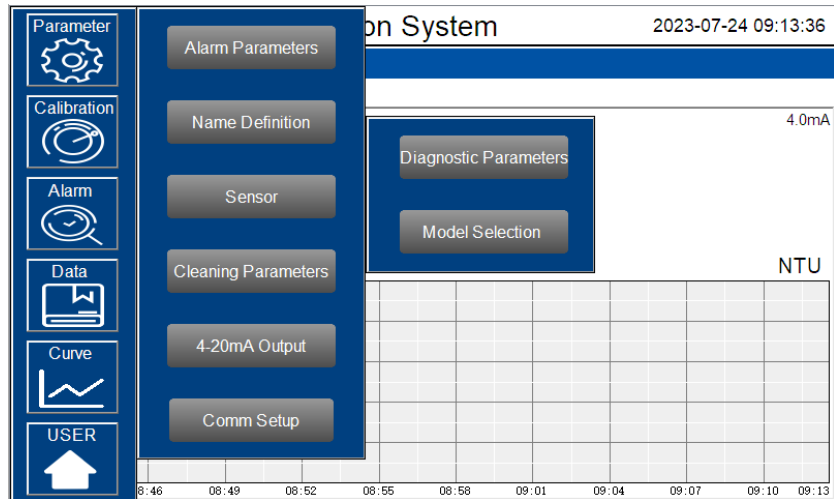 Parameter
Calibration
Alarm
Data
Curve
USER
Alarm Parameters
Name Definition
Sensor
Cleaning Parameters
4-20mA Output
Comm Setup
Diagnostic Parameters
Model Selection
on System
2023-07-24 09:13:36
4.0mA
NTU
8:46 08:49 08:52 08:55 08:58 09:01 09:04 09:07 09:10 09:13